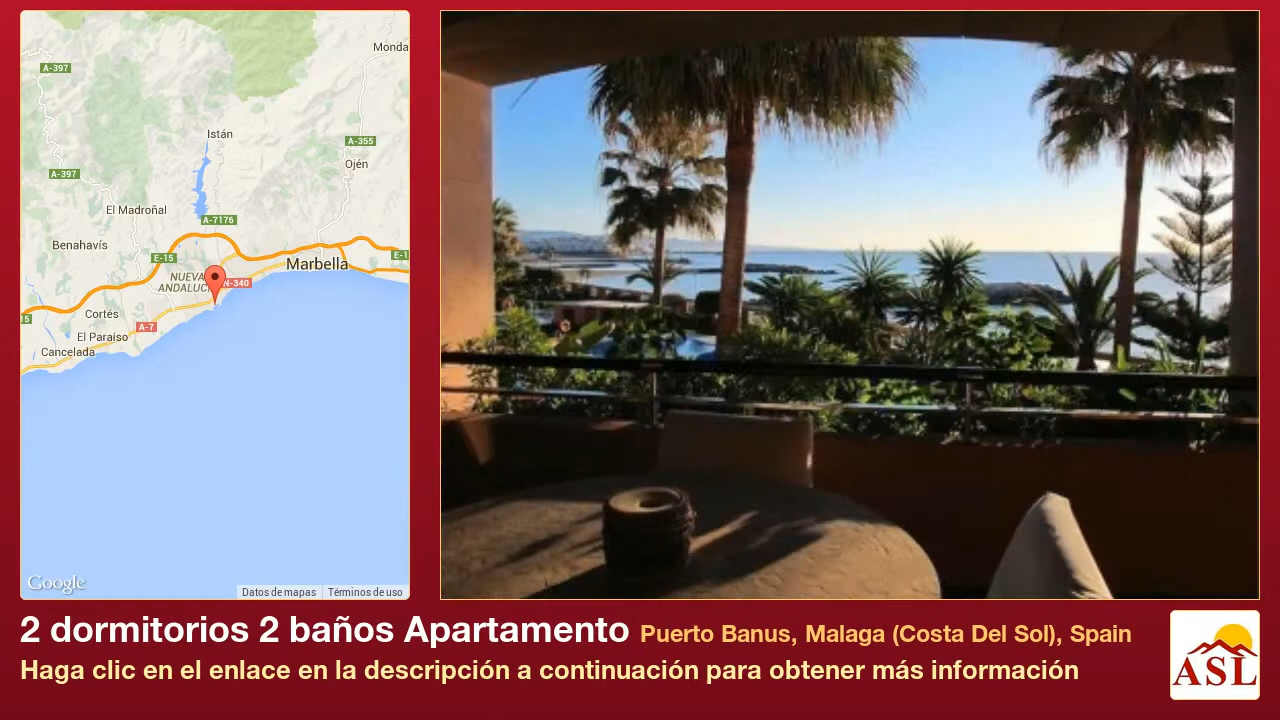 Monda
A-397
Istán
A-355
Ojén
A-397
El Madroñal
A-7176
Benahavís
E-15
E-1
Marbella
NUEVA
ANDALUC
N-340
15
Cortés
A-7
El Paraíso
Cancelada
Google
Datos de mapas
Términos de uso
2 dormitorios 2 baños Apartamento Puerto Banus, Malaga (Costa Del Sol), Spain
Haga clic en el enlace en la descripción a continuación para obtener más información
ASL